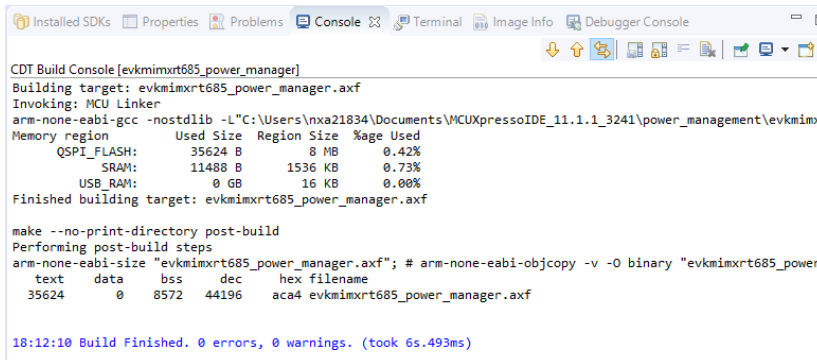 Installed SDKs Properties Problems Console Terminal Image Info Debugger Console
CDT Build Console [evkmimxrt685_power_manager]
Building target: evkmimxrt685_power_manager.axf
Invoking: MCU Linker
arm-none-eabi-gcc -nostdlib -L"C:\Users\nxa21834\Documents\MCUXpressoIDE_11.1.1_3241\power_management\evkmimx
Memory region Used Size Region Size %age Used
QSPI_FLASH: 35624 B 8 MB 0.42%
SRAM: 11488 B 1536 KB 0.73%
USB_RAM: 0 GB 16 KB 0.00%
Finished building target: evkmimxrt685_power_manager.axf
make --no-print-directory post-build
Performing post-build steps
arm-none-eabi-size "evkmimxrt685_power_manager.axf"; # arm-none-eabi-objcopy -v -O binary "evkmimxrt685_power
text data bss dec hex filename
35624 0 8572 44196 aca4 evkmimxrt685_power_manager.axf
18:12:10 Build Finished. 0 errors, 0 warnings. (took 6s.493ms)